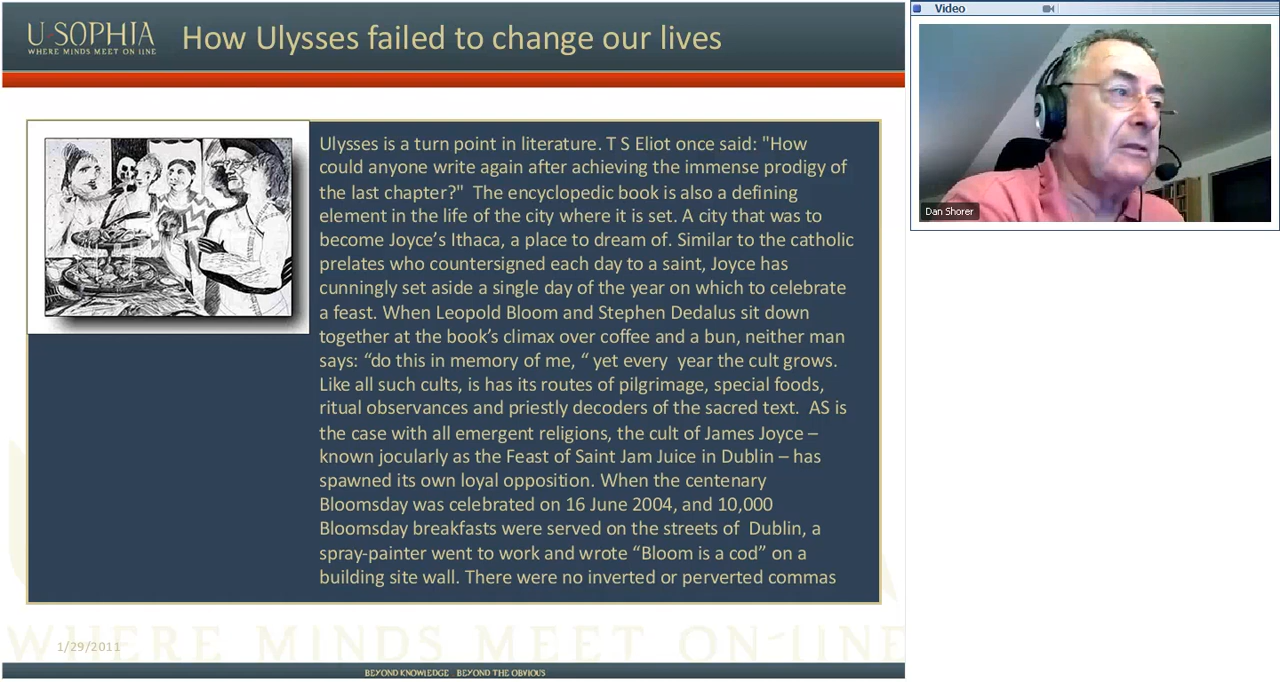 U SOPHIA
WHERE MINDS MEET ON lINE
How Ulysses failed to change our lives
Ulysses is a turn point in literature. T S Eliot once said: "How
could anyone write again after achieving the immense prodigy of
the last chapter?"  The encyclopedic book is also a defining
element in the life of the city where it is set. A city that was to
become Joyce’s Ithaca, a place to dream of. Similar to the catholic
prelates who countersigned each day to a saint, Joyce has
cunningly set aside a single day of the year on which to celebrate
a feast. When Leopold Bloom and Stephen Dedalus sit down
together at the book’s climax over coffee and a bun, neither man
says: “do this in memory of me, “ yet every  year the cult grows.
Like all such cults, is has its routes of pilgrimage, special foods,
ritual observances and priestly decoders of the sacred text.  AS is
the case with all emergent religions, the cult of James Joyce –
known jocularly as the Feast of Saint Jam Juice in Dublin – has
spawned its own loyal opposition. When the centenary
Bloomsday was celebrated on 16 June 2004, and 10,000
Bloomsday breakfasts were served on the streets of  Dublin, a
spray-painter went to work and wrote “Bloom is a cod” on a
building site wall. There were no inverted or perverted commas
WHERE MINDS MEET ON-lINE
1/29/2011
BEYOND KNOWLEDGE   BEYOND THE OBVIOUS
Video
Dan Shorer